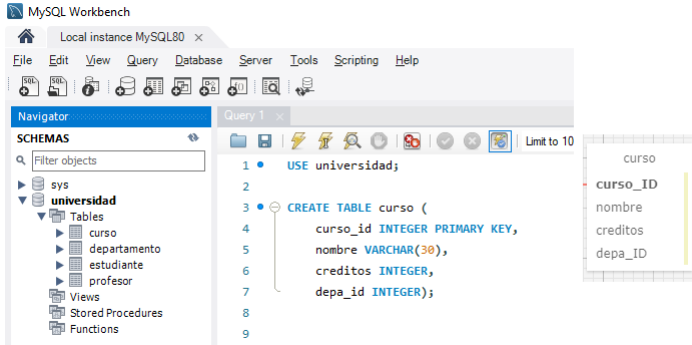 MySQL Workbench
Local instance MySQL80 ×
File Edit View Query Database Server Tools Scripting Help
Navigator
Query 1 ×
SCHEMAS
Limit to 10
Filter objects
sys
universidad
Tables
curso
departamento
estudiante
profesor
Views
Stored Procedures
Functions
1 USE universidad;
2
3 CREATE TABLE curso (
4 curso_id INTEGER PRIMARY KEY,
5 nombre VARCHAR(30),
6 creditos INTEGER,
7 depa_id INTEGER);
8
9
curso
curso_ID
nombre
creditos
depa_ID